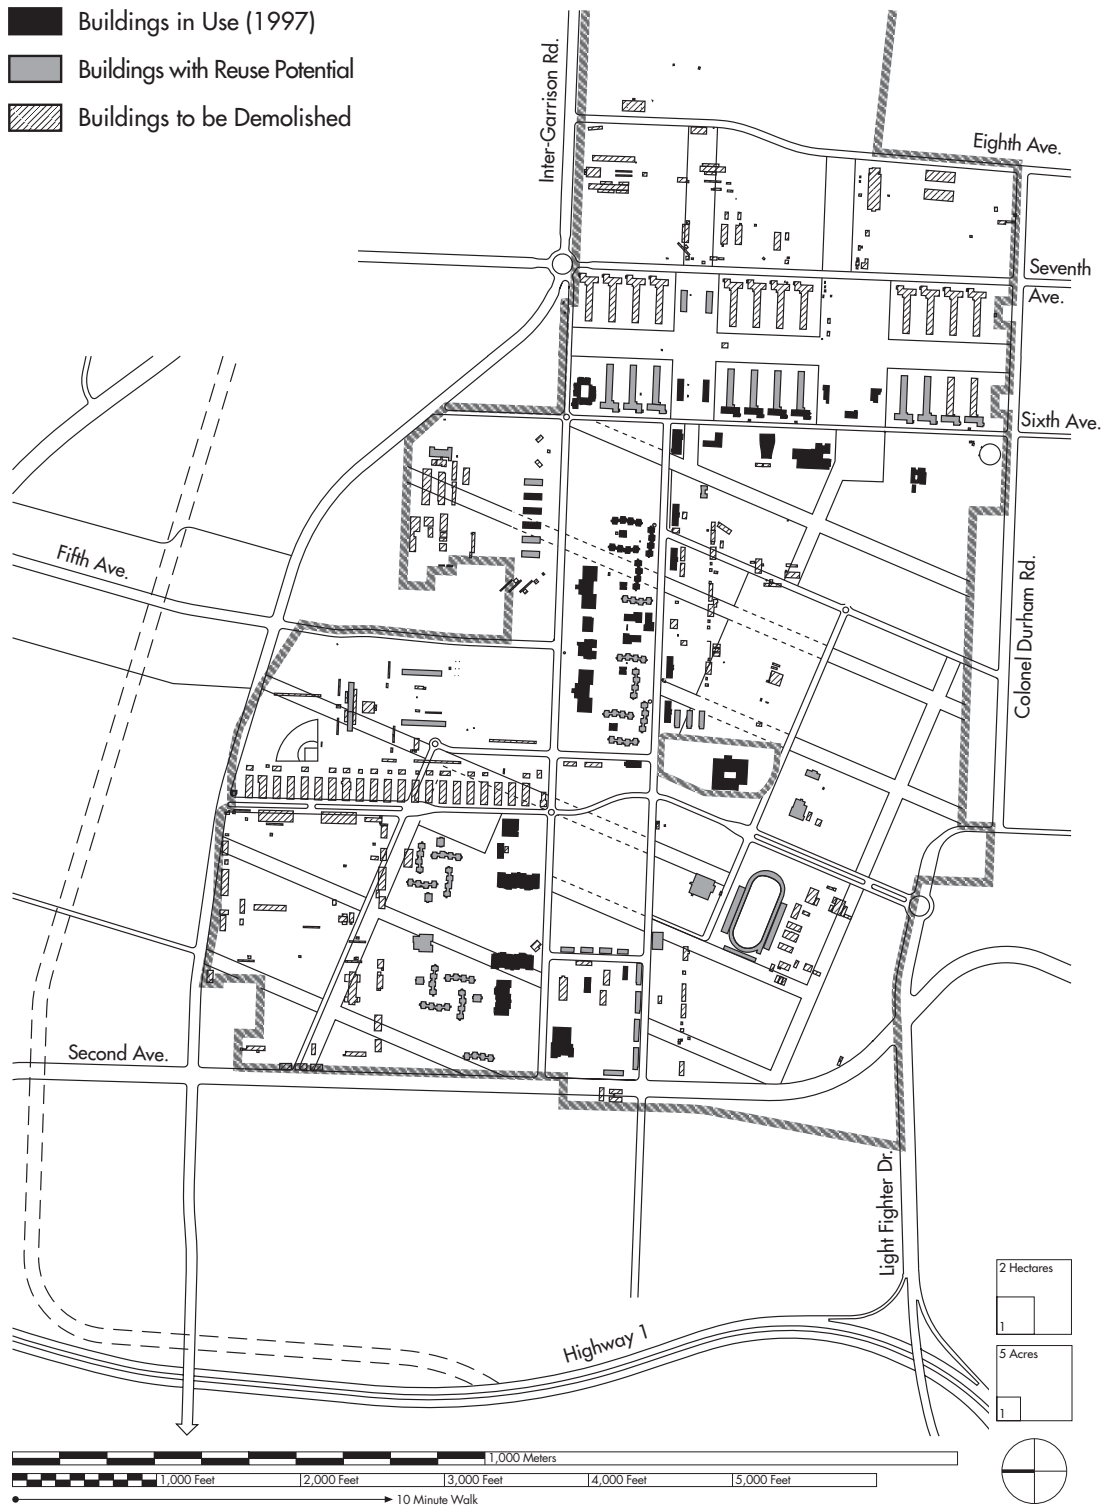 Buildings in Use (1997)
Buildings with Reuse Potential
Buildings to be Demolished
Inter-Garrison Rd.
Eighth Ave.
Seventh
Ave.
Sixth Ave.
Fifth Ave.
Colonel Durham Rd.
Second Ave.
Light Fighter Dr.
Highway 1
2 Hectares
1
5 Acres
1
1,000 Meters
1,000 Feet
2,000 Feet
3,000 Feet
4,000 Feet
5,000 Feet
10 Minute Walk